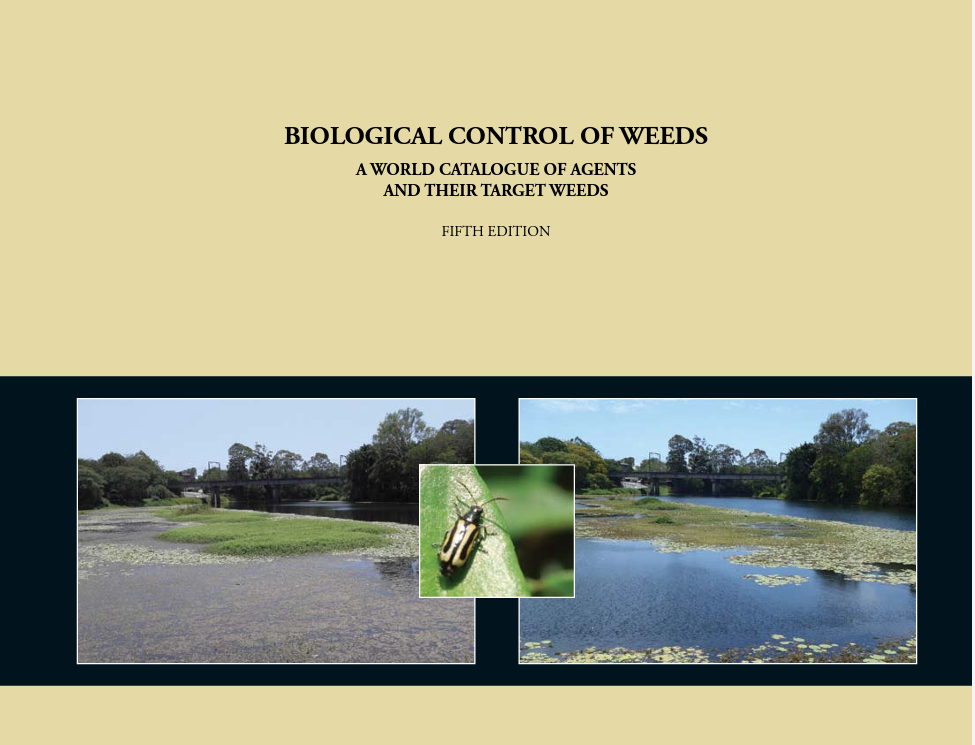 BIOLOGICAL CONTROL OF WEEDS
A WORLD CATALOGUE OF AGENTS
AND THEIR TARGET WEEDS
FIFTH EDITION